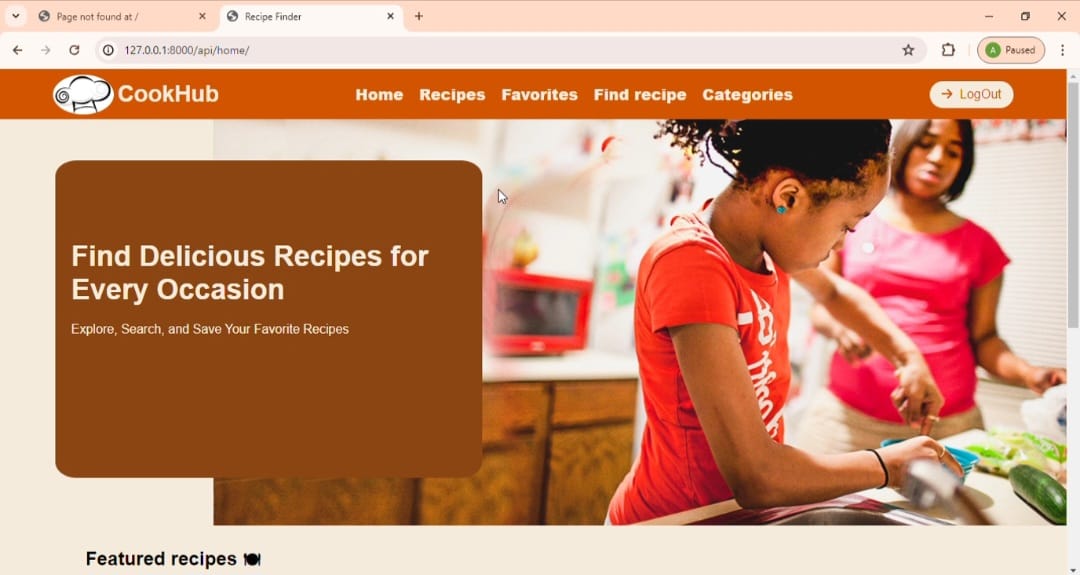 Page not found at /
Recipe Finder
127.0.0.1:8000/api/home/
A
Paused
CookHub
Home
Recipes
Favorites
Find recipe
Categories
LogOut
Find Delicious Recipes for
Every Occasion
Explore, Search, and Save Your Favorite Recipes
Featured recipes